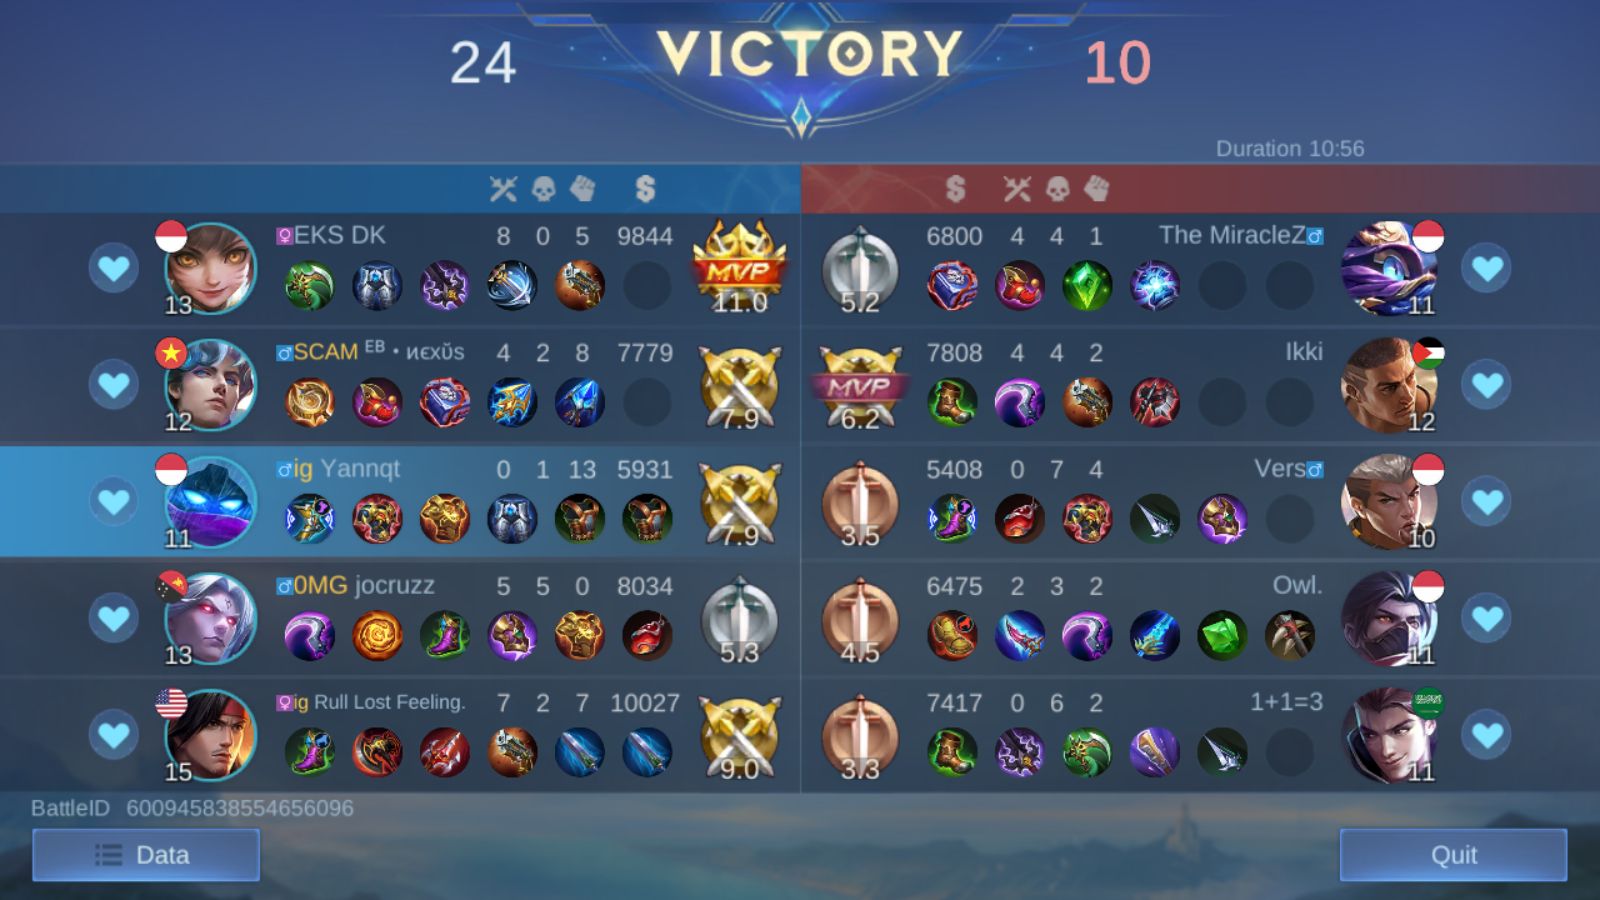 24 VICTORY 10
Duration 10:56
EKS DK 8 0 5 9844 MVP 11.0 13
5.2 6800 4 4 1 The MiracleZ 11
SCAM EB • иєxŭs 4 2 8 7779 7.9 12
MVP 6.2 7808 4 4 2 Ikki 12
ig Yannqt 0 1 13 5931 7.9 11
3.5 5408 0 7 4 Vers 10
0MG jocruzz 5 5 0 8034 5.3 13
4.5 6475 2 3 2 Owl. 11
ig Rull Lost Feeling. 7 2 7 10027 9.0 15
3.3 7417 0 6 2 1+1=3 11
BattleID 600945838554656096
Data
Quit